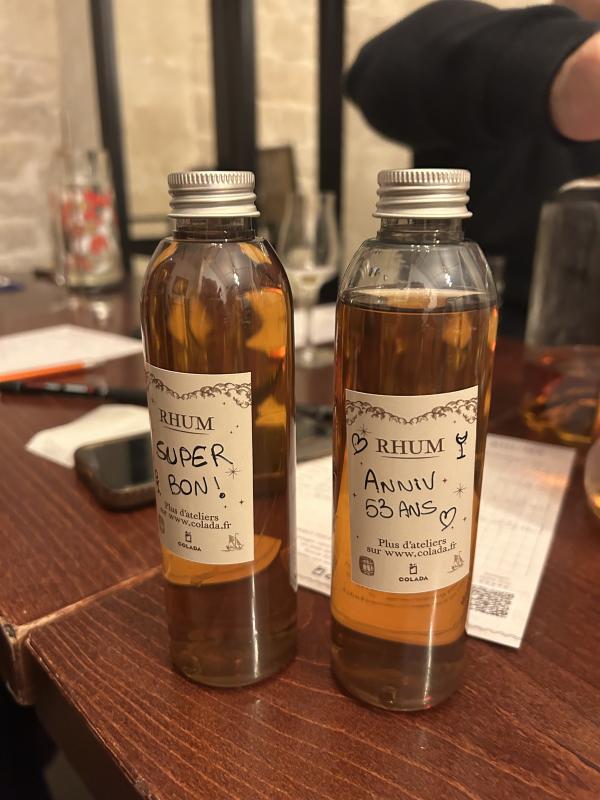 RHUM
SUPER
BON!
Plus d'ateliers
sur www.colada.fr
COLADA
RHUM
ANNIV
53 ANS
Plus d'ateliers
sur www.colada.fr
COLADA